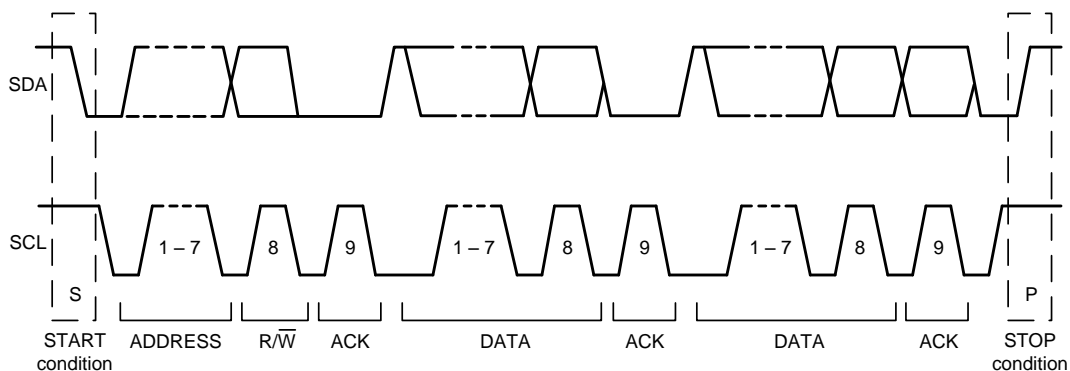 SDA
SCL
1 – 7
8
9
1 – 7
8
9
1 – 7
8
9
S
P
START
condition
ADDRESS
R/W̅
ACK
DATA
ACK
DATA
ACK
STOP
condition